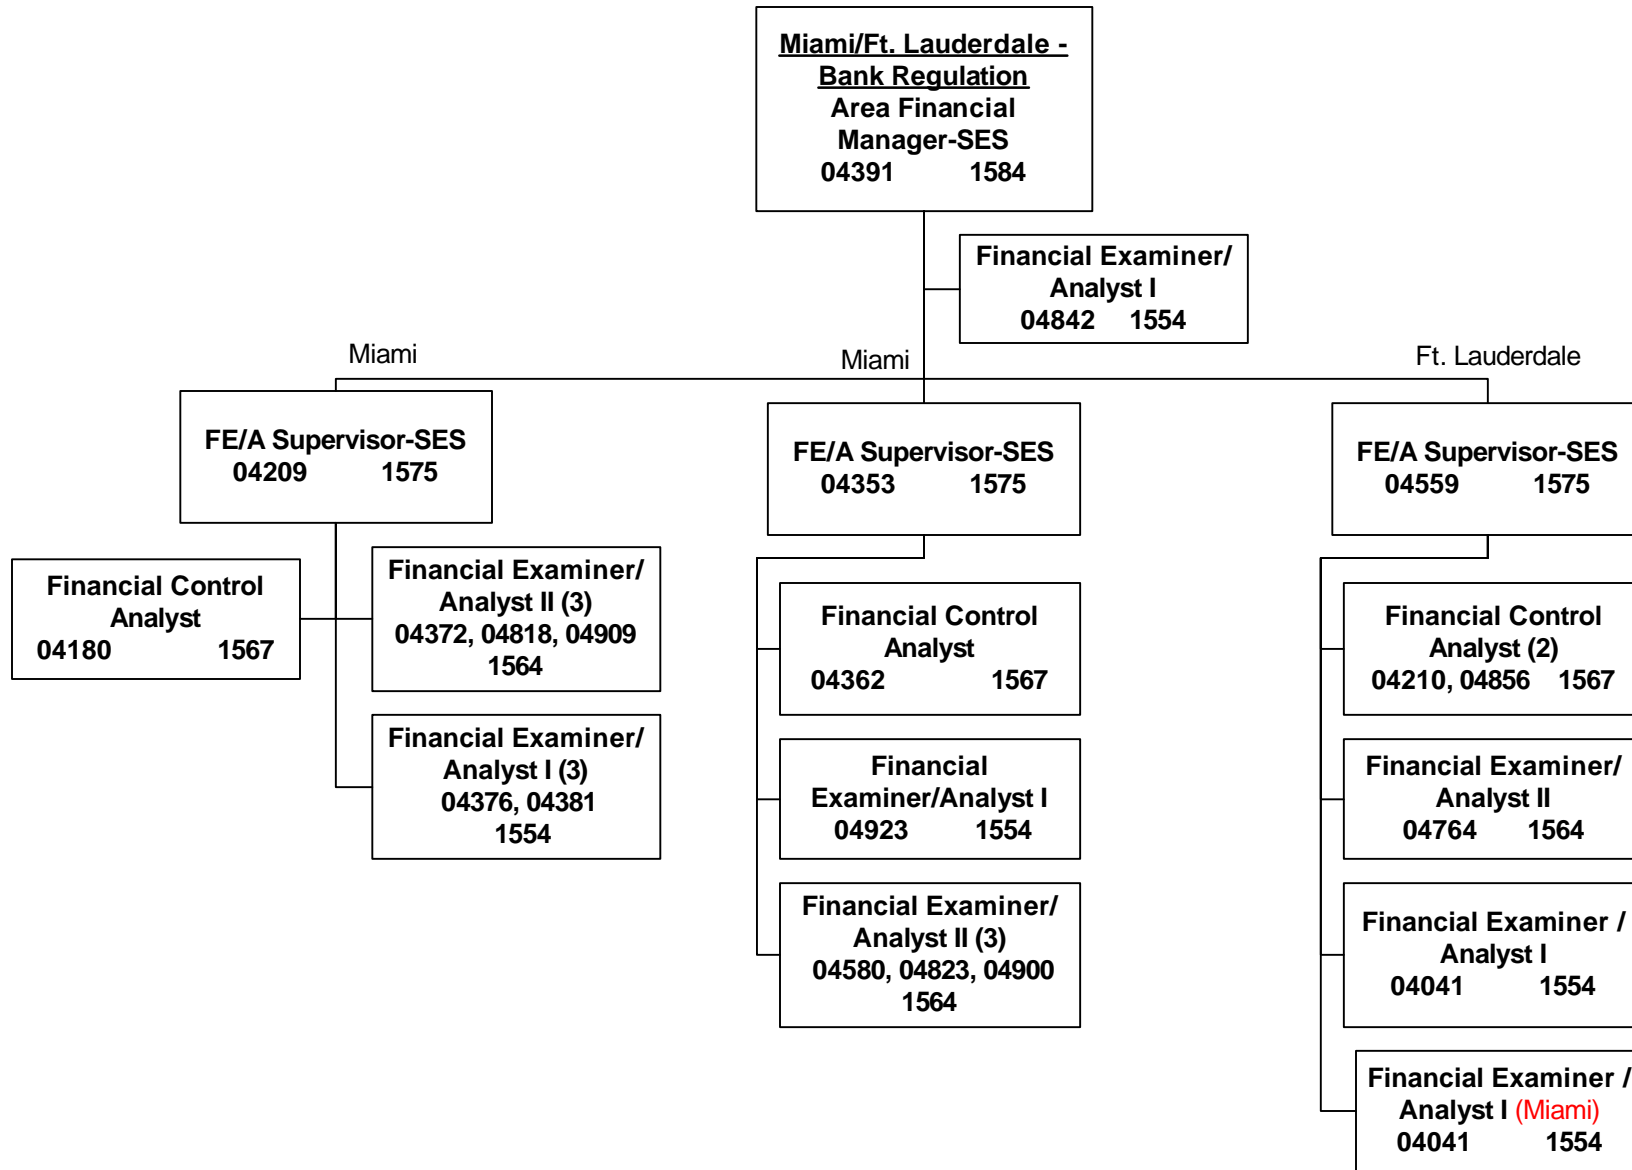 Miami/Ft. Lauderdale -
Bank Regulation
Area Financial
Manager-SES
04391 1584
Financial Examiner/
Analyst I
04842 1554
Miami
Miami
Ft. Lauderdale
FE/A Supervisor-SES
04209 1575
FE/A Supervisor-SES
04353 1575
FE/A Supervisor-SES
04559 1575
Financial Control
Analyst
04180 1567
Financial Examiner/
Analyst II (3)
04372, 04818, 04909
1564
Financial Examiner/
Analyst I (3)
04376, 04381
1554
Financial Control
Analyst
04362 1567
Financial
Examiner/Analyst I
04923 1554
Financial Examiner/
Analyst II (3)
04580, 04823, 04900
1564
Financial Control
Analyst (2)
04210, 04856 1567
Financial Examiner/
Analyst II
04764 1564
Financial Examiner /
Analyst I
04041 1554
Financial Examiner /
Analyst I (Miami)
04041 1554